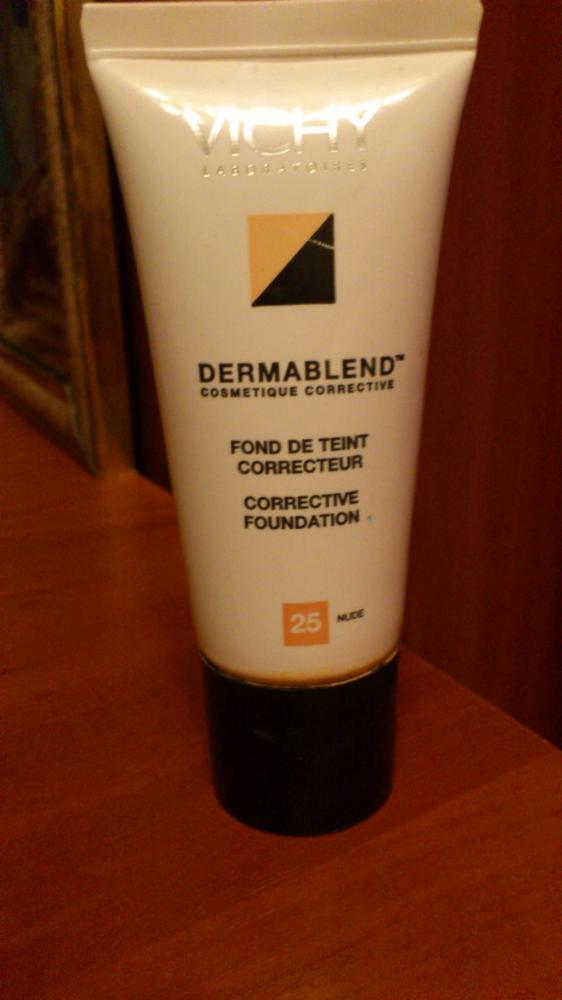 VICHY
LABORATOIRES
DERMABLEND™
COSMETIQUE CORRECTIVE
FOND DE TEINT
CORRECTEUR
CORRECTIVE
FOUNDATION
25 NUDE